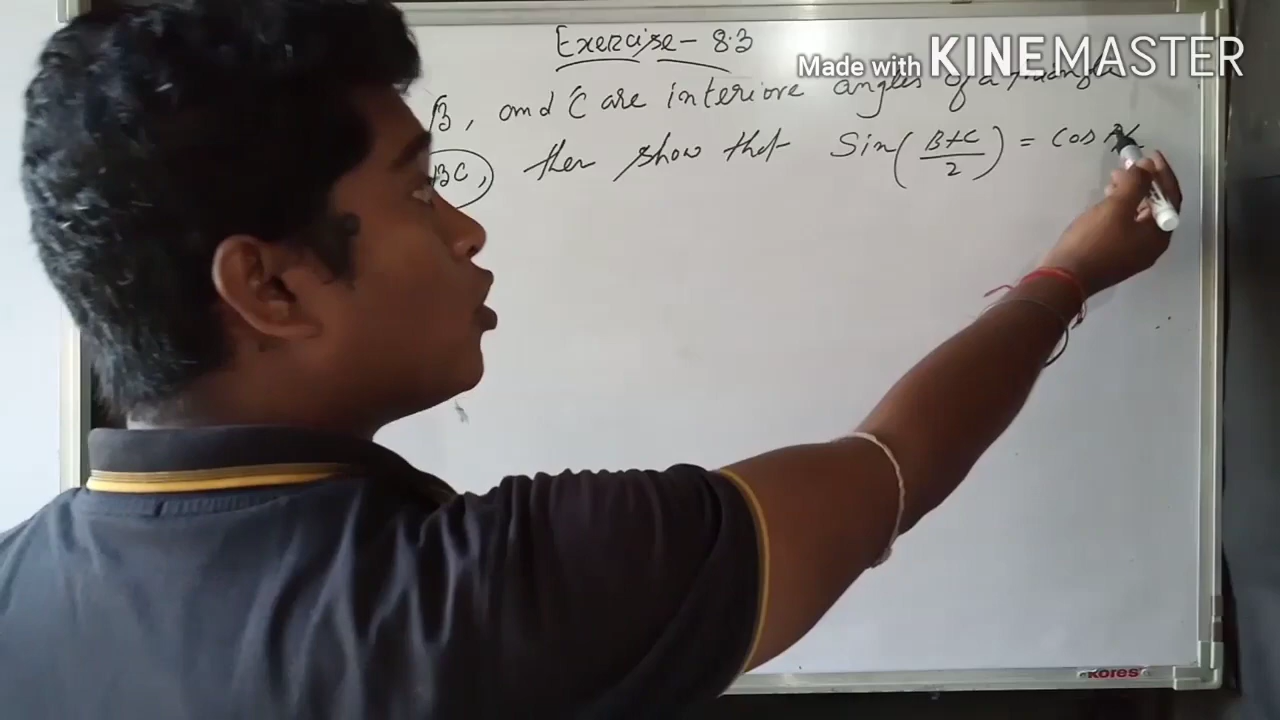 Exercise - 8.3
Made with KINEMASTER
B, and C are interiore angles of a triangle
BC, then show that Sin(B+C/2) = cos
KORES